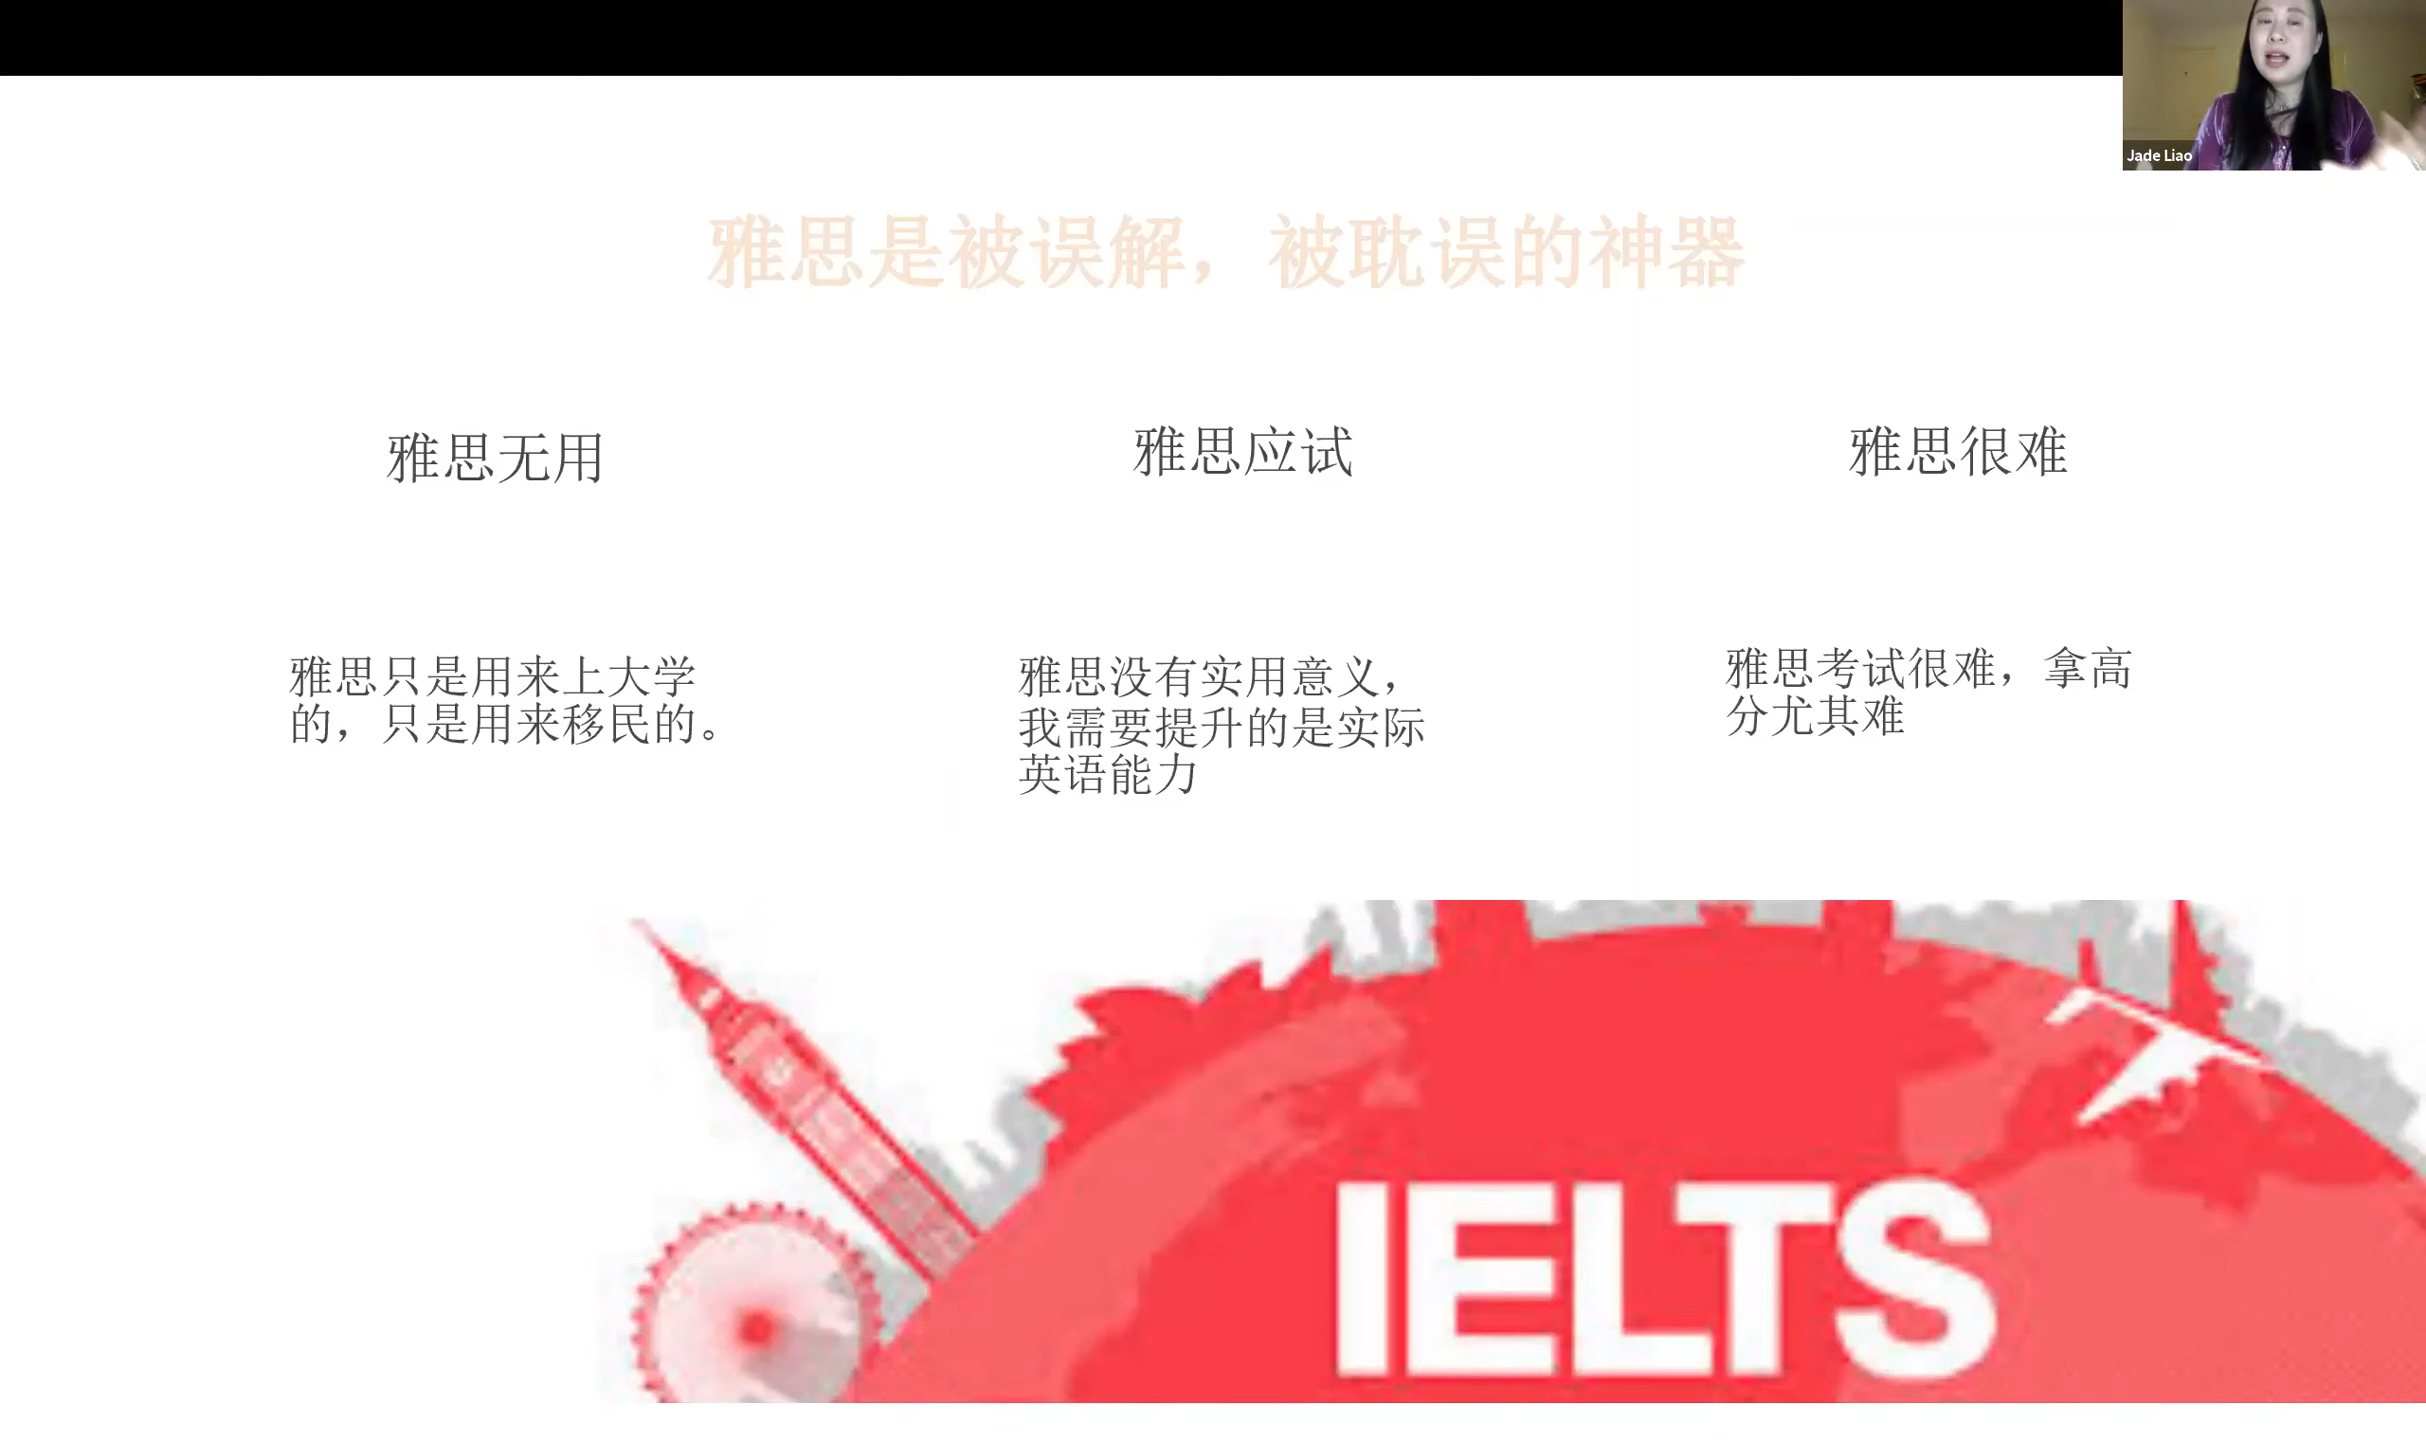 Jade Liao
雅思是被误解，被耽误的神器
雅思无用
雅思只是用来上大学
的，只是用来移民的。
雅思应试
雅思没有实用意义，
我需要提升的是实际
英语能力
雅思很难
雅思考试很难，拿高
分尤其难
IELTS